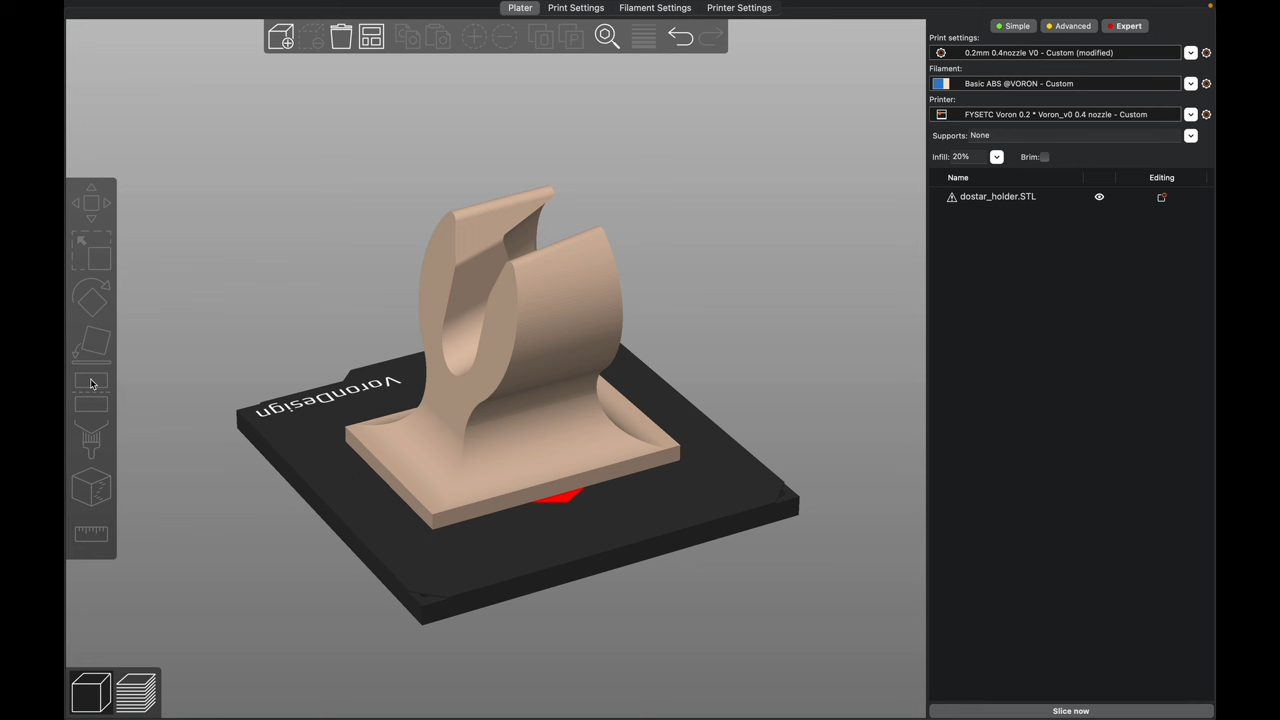 Plater Print Settings Filament Settings Printer Settings
Simple Advanced Expert
Print settings:
0.2mm 0.4nozzle V0 - Custom (modified)
Filament:
Basic ABS @VORON - Custom
Printer:
FYSETC Voron 0.2 * Voron_v0 0.4 nozzle - Custom
Supports: None
Infill: 20% Brim:
Name Editing
dostar_holder.STL
VoronDesign
Slice now